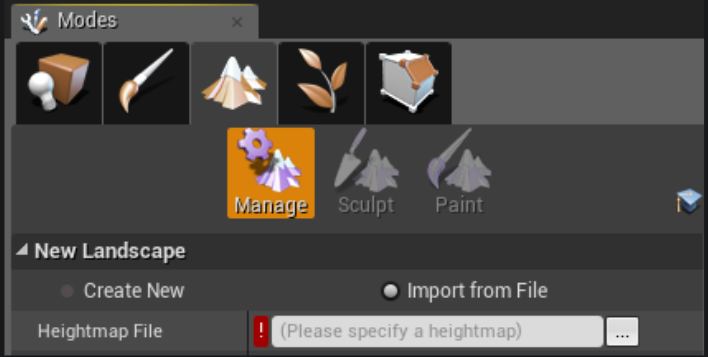 Modes
Manage Sculpt Paint
New Landscape
Create New Import from File
Heightmap File ! (Please specify a heightmap) ...